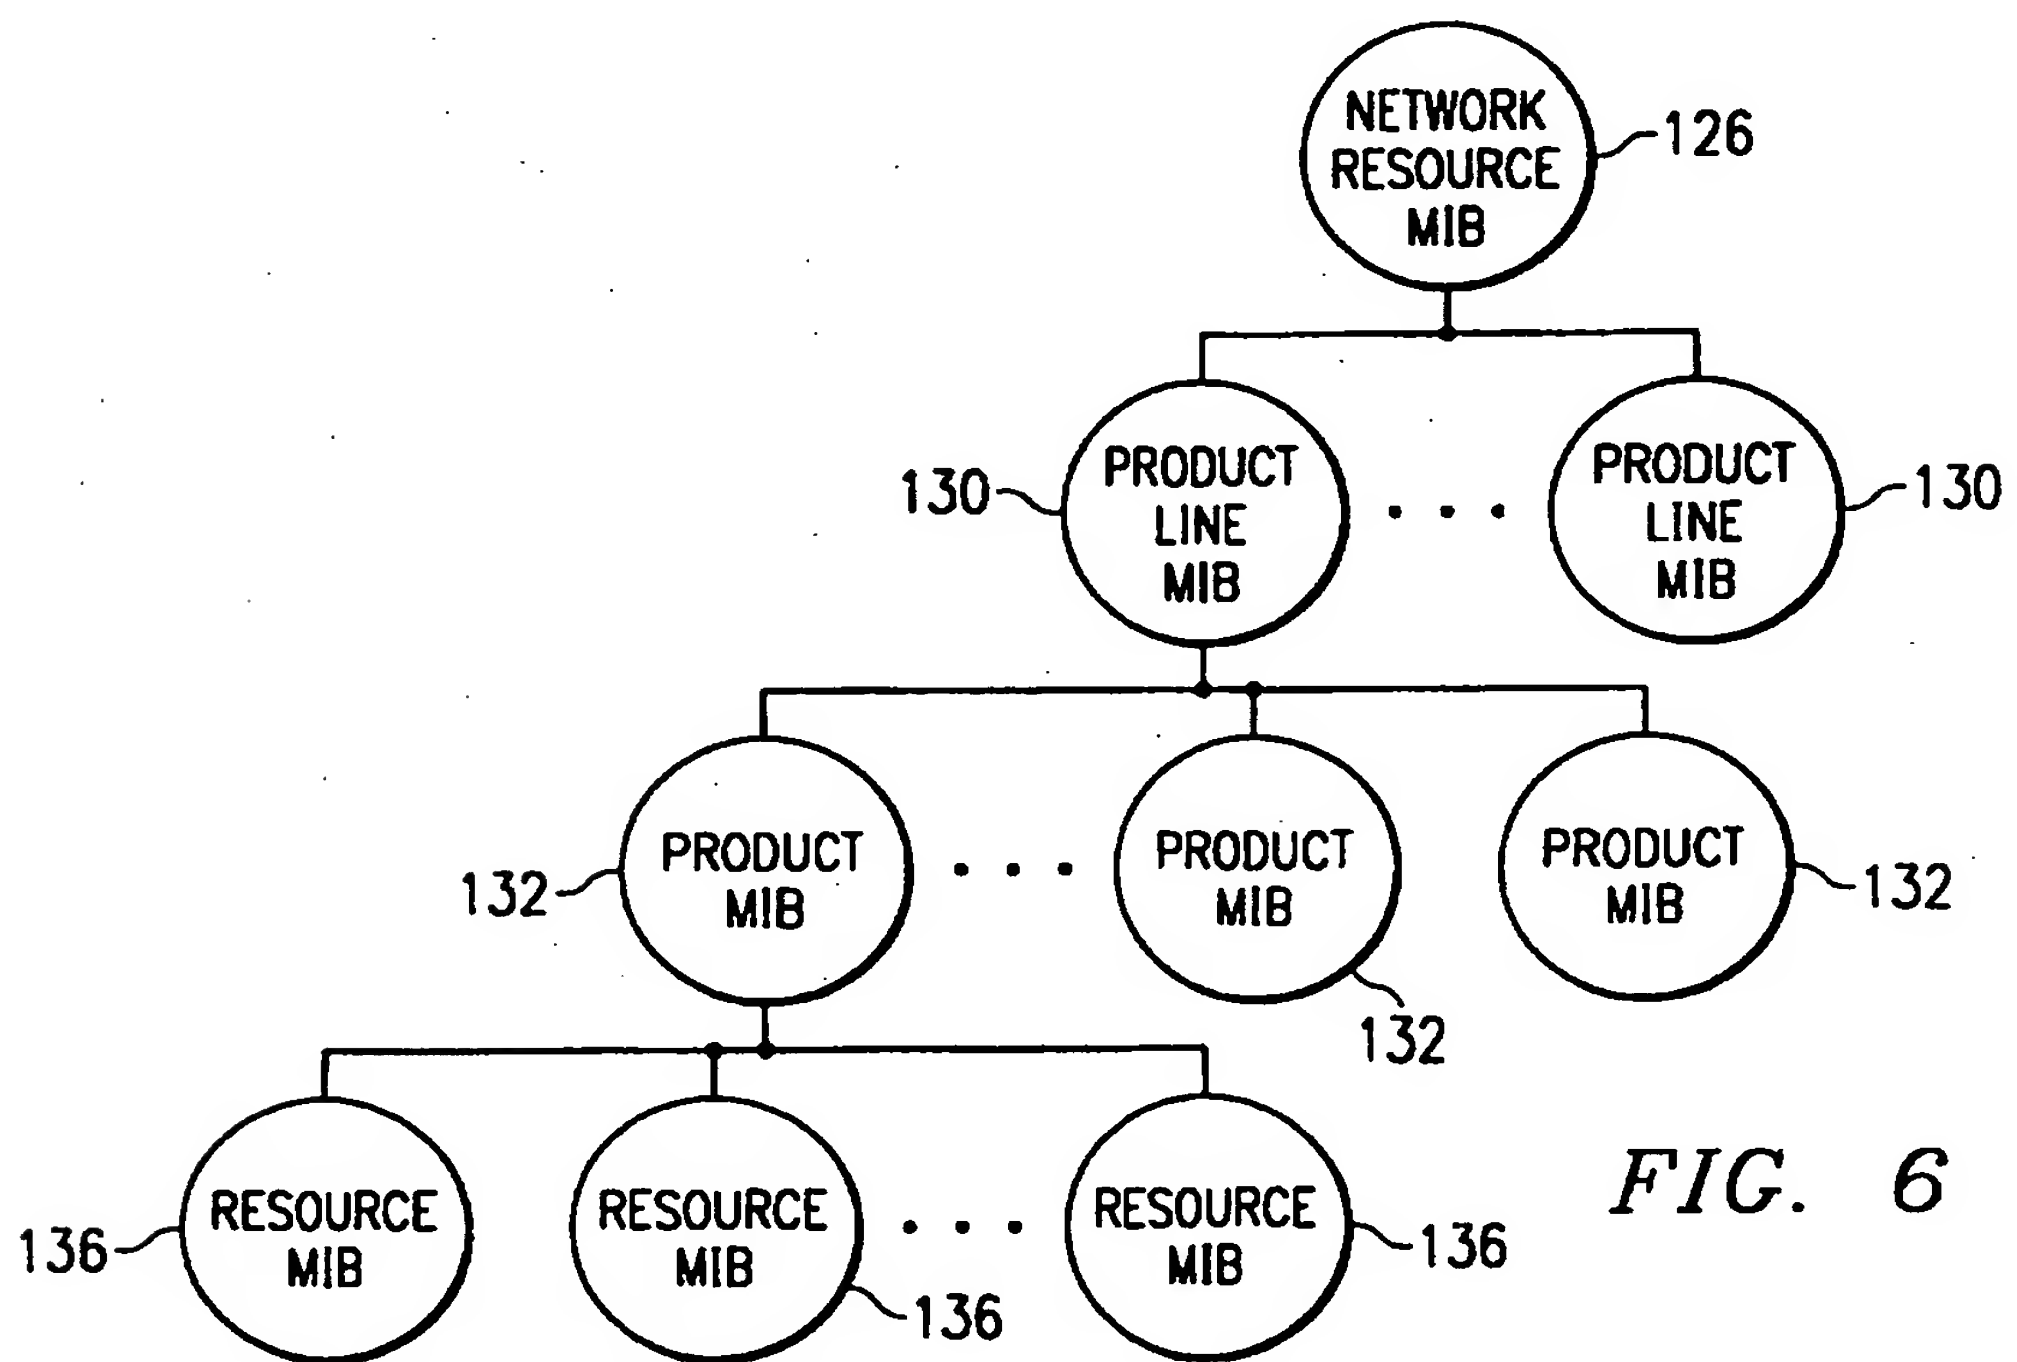 NETWORK
RESOURCE
MIB
126
PRODUCT
LINE
MIB
130
PRODUCT
LINE
MIB
130
PRODUCT
MIB
132
PRODUCT
MIB
132
PRODUCT
MIB
132
RESOURCE
MIB
136
RESOURCE
MIB
136
RESOURCE
MIB
136
FIG. 6